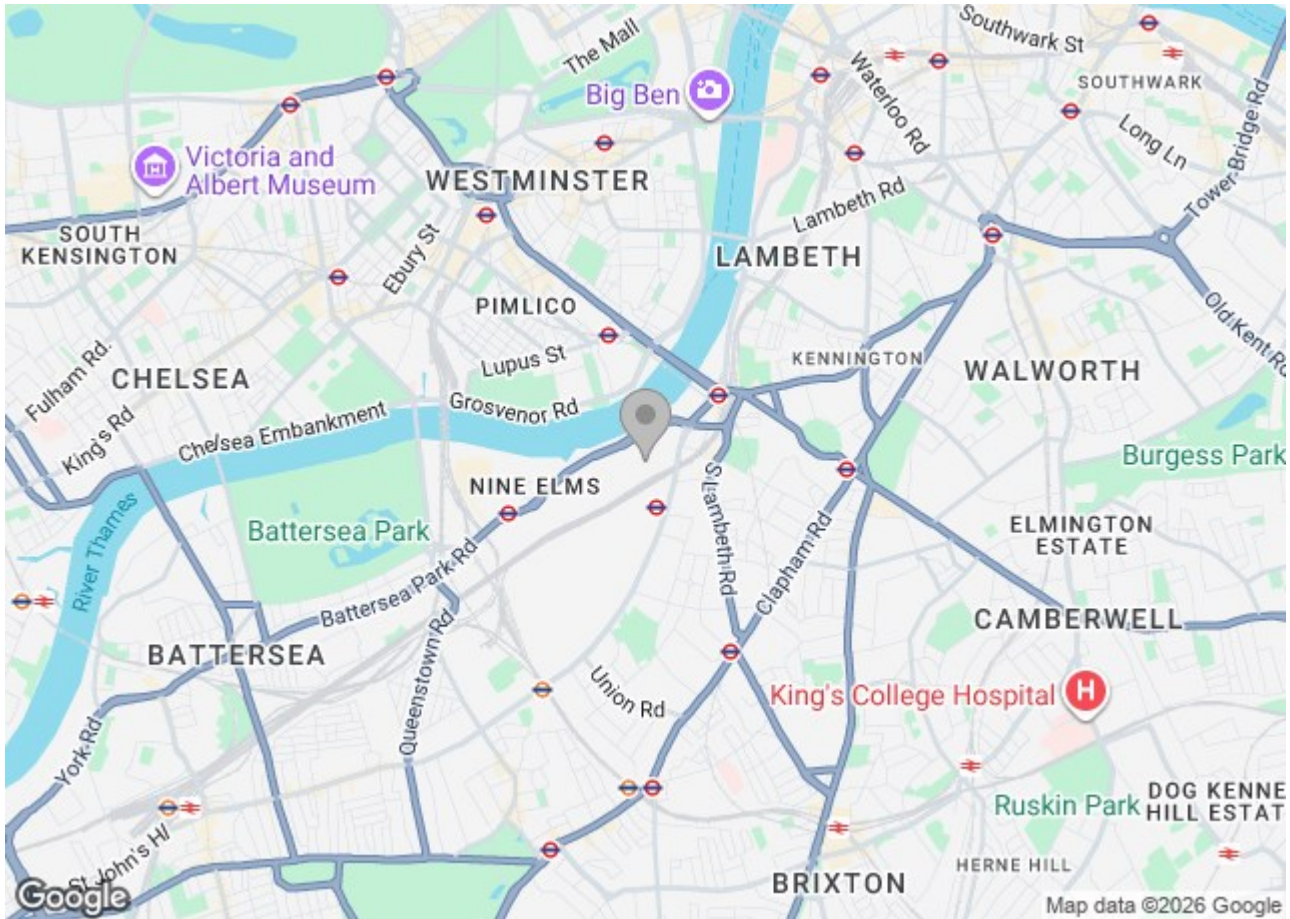 Southwark St
The Mall
SOUTHWARK
Big Ben
Waterloo Rd
Long Ln
Tower Bridge Rd
Victoria and
Albert Museum
WESTMINSTER
Lambeth Rd
SOUTH
KENSINGTON
Ebury St
LAMBETH
PIMLICO
Old Kent Rd
Lupus St
KENNINGTON
Fulham Rd.
CHELSEA
WALWORTH
Grosvenor Rd
King's Rd
Chelsea Embankment
Burgess Park
NINE ELMS
S Lambeth Rd
River Thames
Battersea Park
Clapham Rd
ELMINGTON
ESTATE
Battersea Park Rd
CAMBERWELL
BATTERSEA
Queenstown Rd
Union Rd
King's College Hospital
H
York Rd
Ruskin Park
DOG KENNE
HILL ESTAT
St John's Hl
HERNE HILL
BRIXTON
Google
Map data ©2026 Google